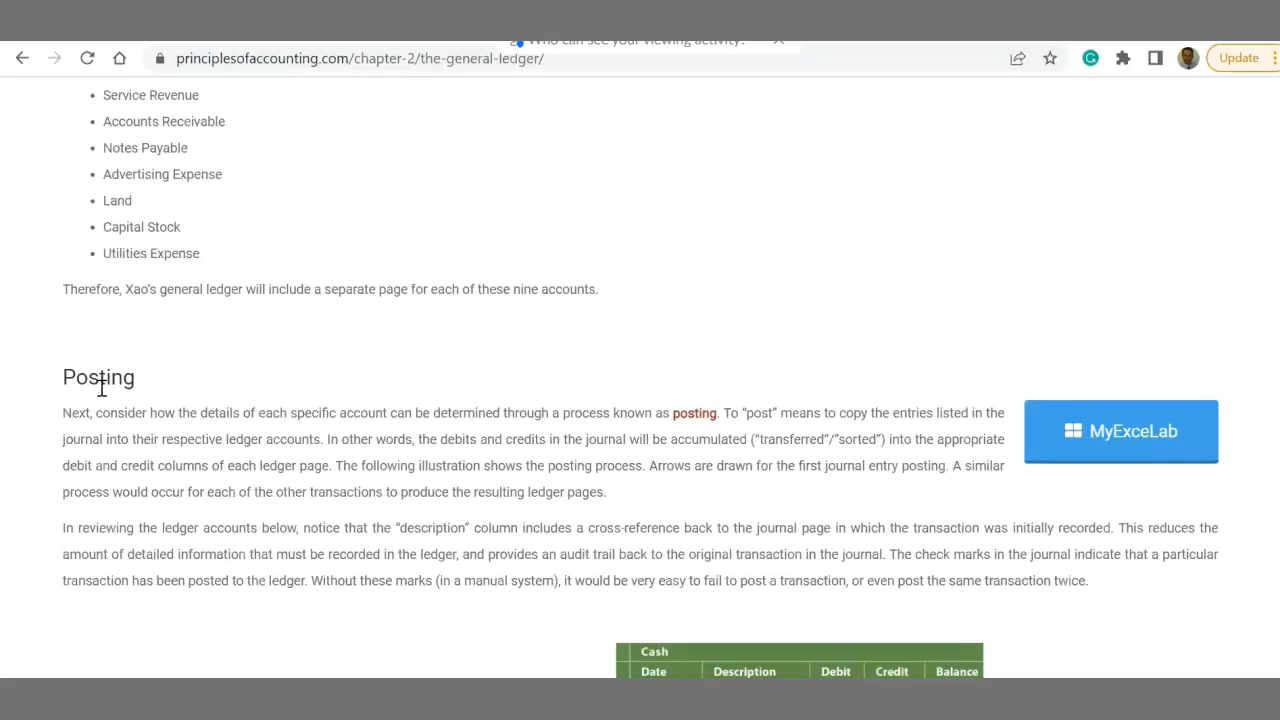 Who can see your viewing activity?
principlesofaccounting.com/chapter-2/the-general-ledger/
Update
• Service Revenue
• Accounts Receivable
• Notes Payable
• Advertising Expense
• Land
• Capital Stock
• Utilities Expense
Therefore, Xao's general ledger will include a separate page for each of these nine accounts.
Posting
Next, consider how the details of each specific account can be determined through a process known as posting. To “post” means to copy the entries listed in the
journal into their respective ledger accounts. In other words, the debits and credits in the journal will be accumulated (“transferred”/“sorted”) into the appropriate
debit and credit columns of each ledger page. The following illustration shows the posting process. Arrows are drawn for the first journal entry posting. A similar
process would occur for each of the other transactions to produce the resulting ledger pages.
MyExceLab
In reviewing the ledger accounts below, notice that the “description” column includes a cross-reference back to the journal page in which the transaction was initially recorded. This reduces the
amount of detailed information that must be recorded in the ledger, and provides an audit trail back to the original transaction in the journal. The check marks in the journal indicate that a particular
transaction has been posted to the ledger. Without these marks (in a manual system), it would be very easy to fail to post a transaction, or even post the same transaction twice.
Cash
Date Description Debit Credit Balance